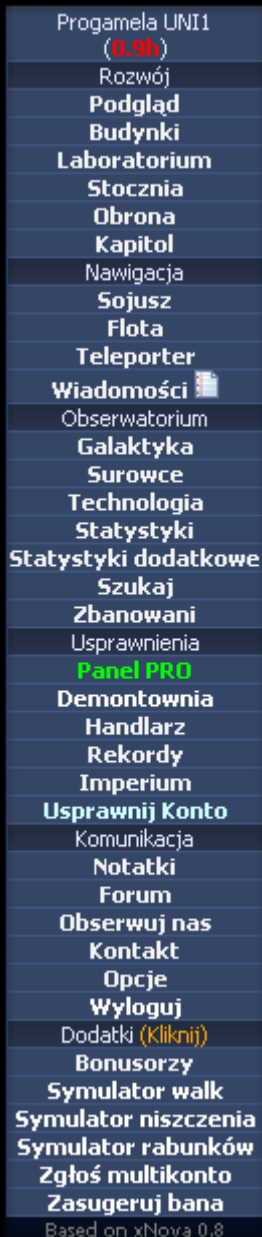 Progamela UNI1
(0.9h)
Rozwój
Podgląd
Budynki
Laboratorium
Stocznia
Obrona
Kapitol
Nawigacja
Sojusz
Flota
Teleporter
Wiadomości
Obserwatorium
Galaktyka
Surowce
Technologia
Statystyki
Statystyki dodatkowe
Szukaj
Zbanowani
Usprawnienia
Panel PRO
Demontownia
Handlarz
Rekordy
Imperium
Usprawnij Konto
Komunikacja
Notatki
Forum
Obserwuj nas
Kontakt
Opcje
Wyloguj
Dodatki (Kliknij)
Bonusorzy
Symulator walk
Symulator niszczenia
Symulator rabunków
Zgłoś multikonto
Zasugeruj bana
Based on xNova 0.8